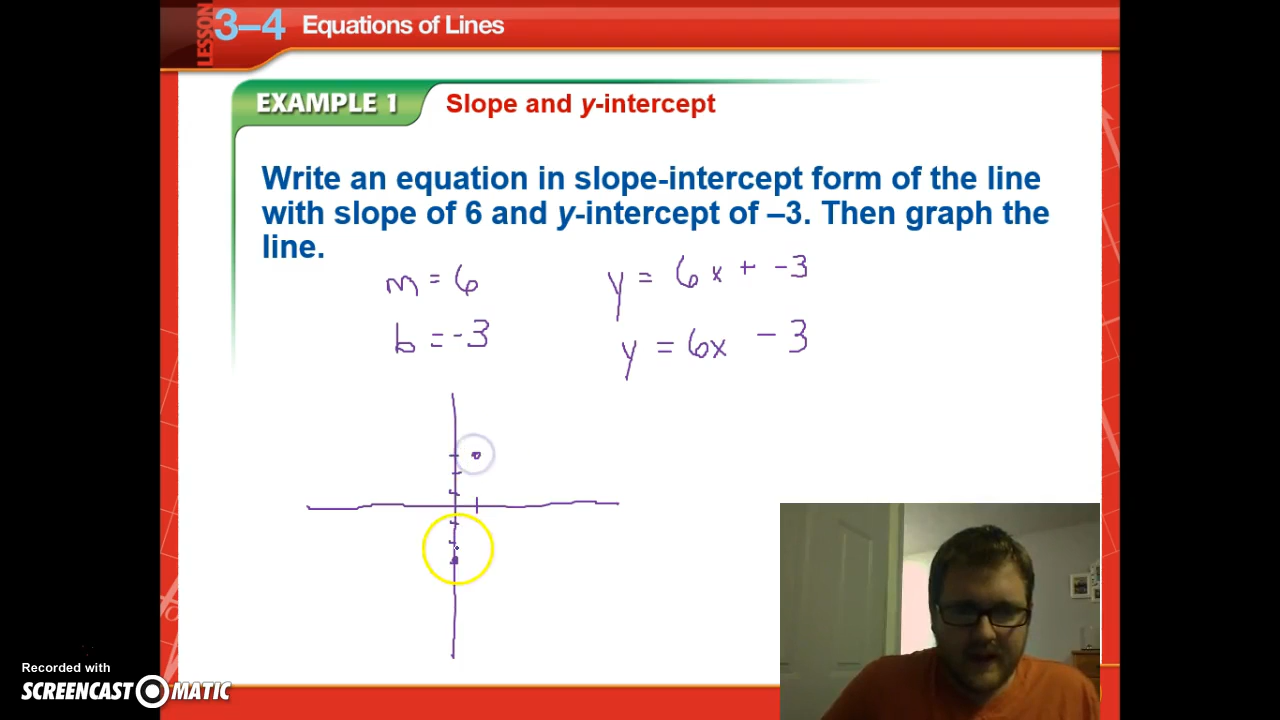 LESSON 3–4 Equations of Lines
EXAMPLE 1 Slope and y-intercept
Write an equation in slope-intercept form of the line
with slope of 6 and y-intercept of –3. Then graph the
line.
m = 6
b = -3
y = 6x + -3
y = 6x - 3
Recorded with
SCREENCAST MATIC